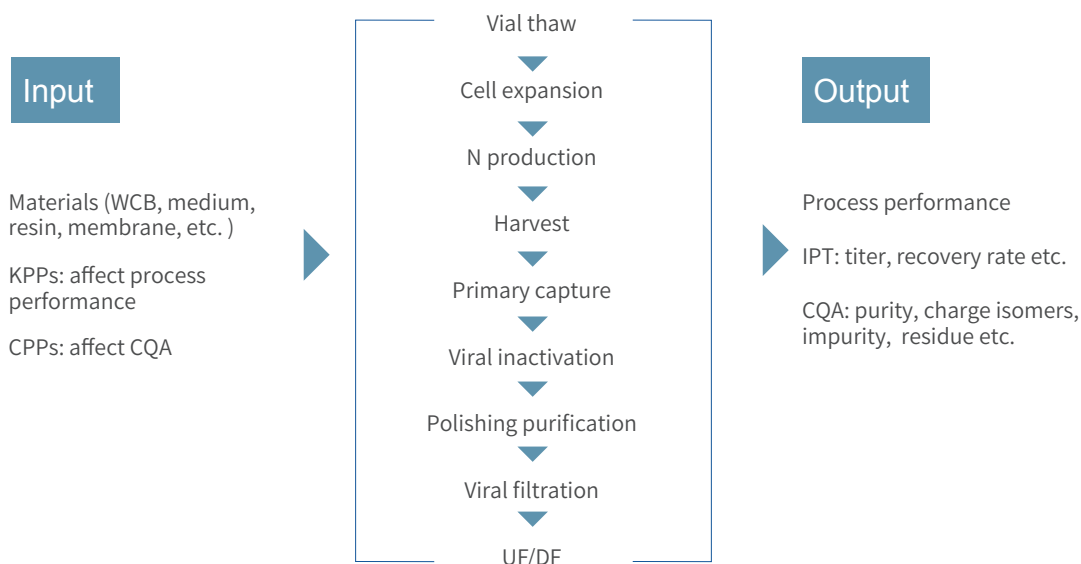 Input
Materials (WCB, medium,
resin, membrane, etc. )
KPPs: affect process
performance
CPPs: affect CQA
Vial thaw
Cell expansion
N production
Harvest
Primary capture
Viral inactivation
Polishing purification
Viral filtration
UF/DF
Output
Process performance
IPT: titer, recovery rate etc.
CQA: purity, charge isomers,
impurity, residue etc.